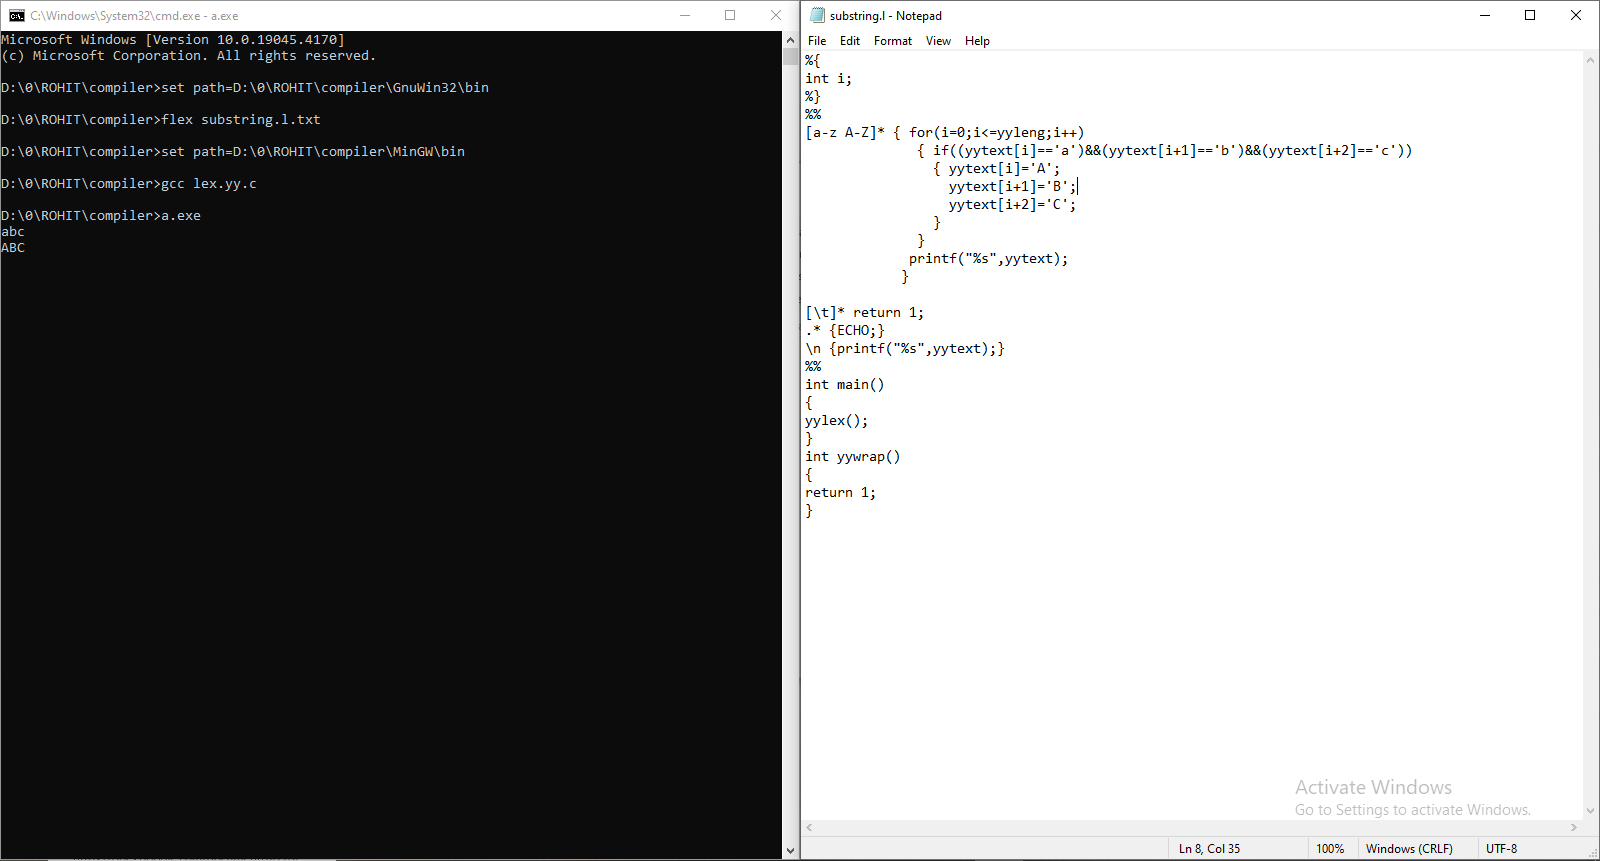 C:\Windows\System32\cmd.exe - a.exe
Microsoft Windows [Version 10.0.19045.4170]
(c) Microsoft Corporation. All rights reserved.
D:\0\ROHIT\compiler>set path=D:\0\ROHIT\compiler\GnuWin32\bin
D:\0\ROHIT\compiler>flex substring.l.txt
D:\0\ROHIT\compiler>set path=D:\0\ROHIT\compiler\MinGW\bin
D:\0\ROHIT\compiler>gcc lex.yy.c
D:\0\ROHIT\compiler>a.exe
abc
ABC
substring.l - Notepad
File Edit Format View Help
%{
int i;
%}
%%
[a-z A-Z]* { for(i=0;i<=yyleng;i++)
{ if((yytext[i]=='a')&&(yytext[i+1]=='b')&&(yytext[i+2]=='c'))
{ yytext[i]='A';
yytext[i+1]='B';
yytext[i+2]='C';
}
}
printf("%s",yytext);
}
[\t]* return 1;
.* {ECHO;}
\n {printf("%s",yytext);}
%%
int main()
{
yylex();
}
int yywrap()
{
return 1;
}
Activate Windows
Go to Settings to activate Windows.
Ln 8, Col 35 100% Windows (CRLF) UTF-8